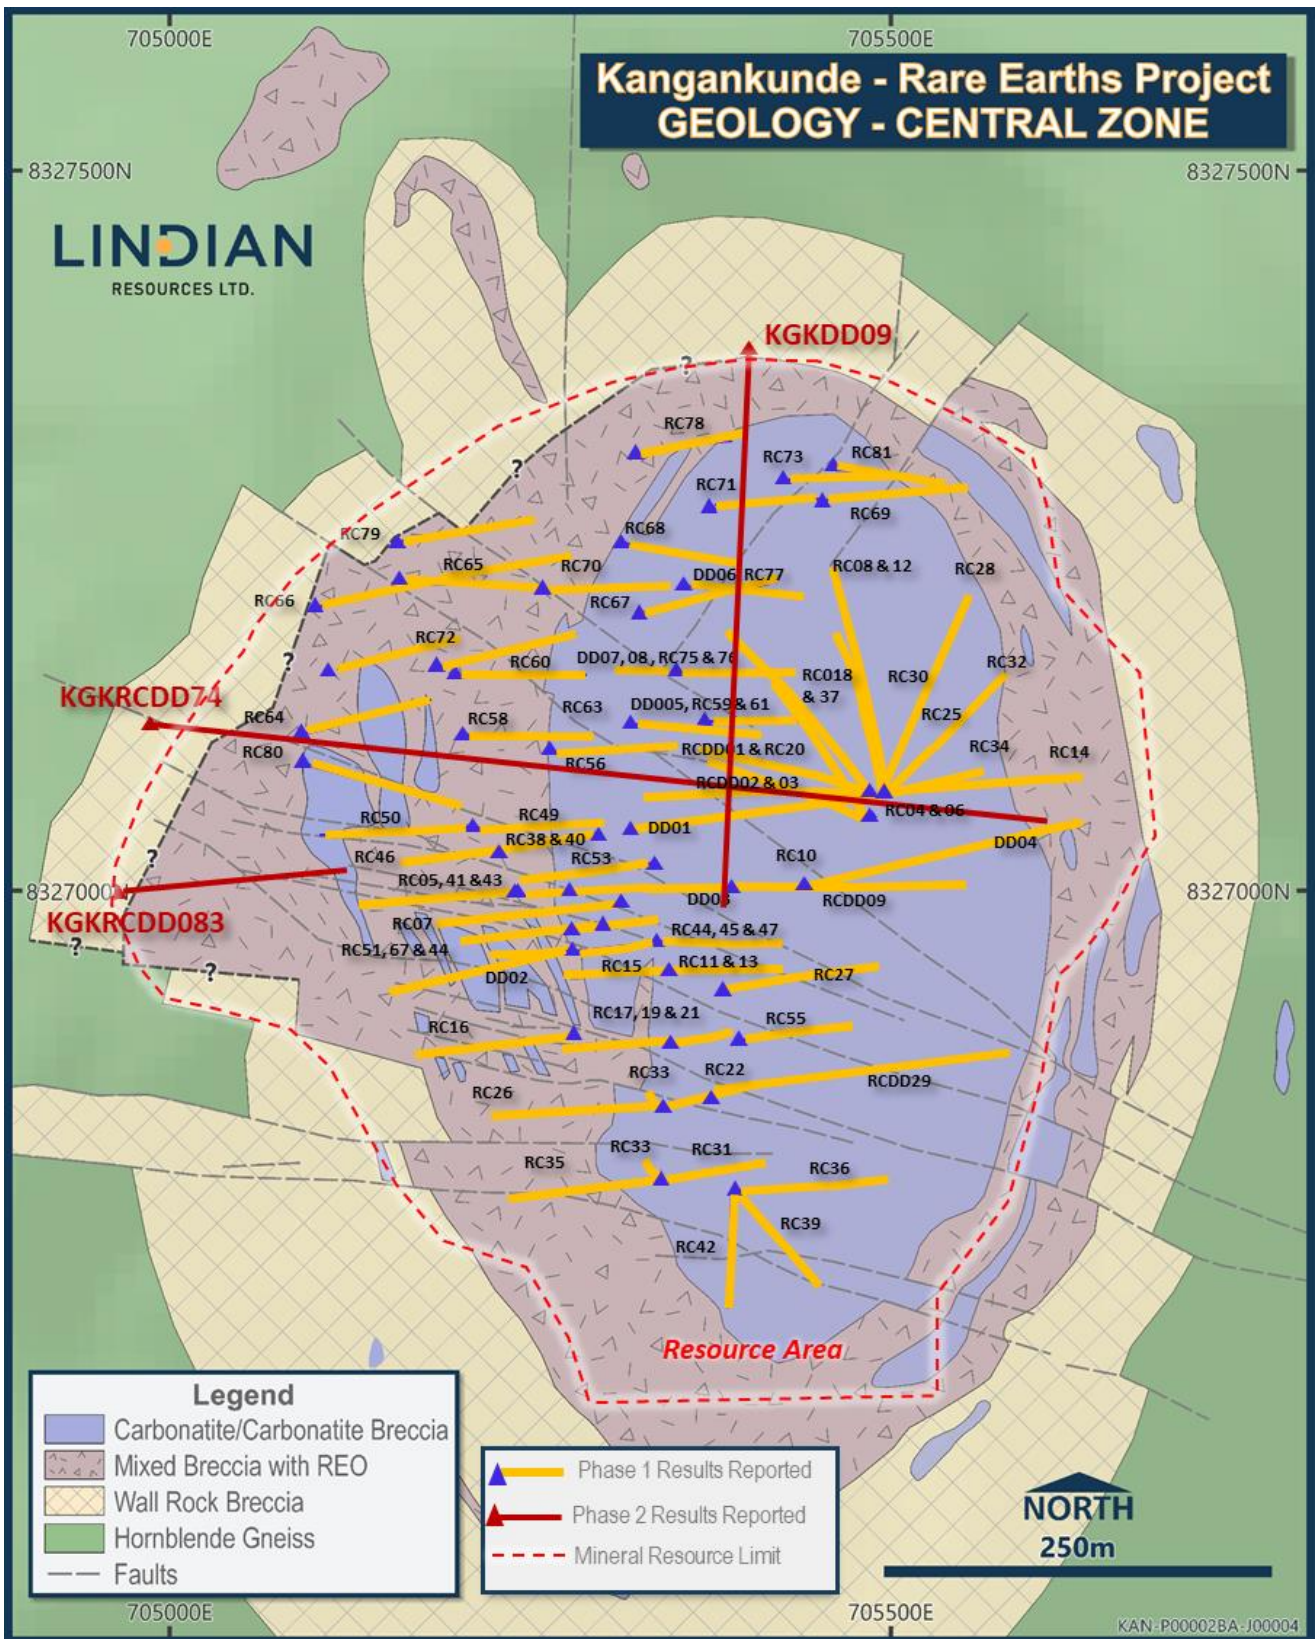 705000E
705500E
Kangankunde - Rare Earths Project
GEOLOGY - CENTRAL ZONE
8327500N
8327500N
LINDIAN
RESOURCES LTD.
KGKDD09
?
RC78
?
RC73
RC81
RC71
RC69
RC79
RC68
RC65
RC70
DD06
RC77
RC08 & 12
RC28
RC66
RC67
RC72
RC60
DD07, 08, RC75 & 76
RC32
?
RC018
& 37
RC30
KGKRCDD74
RC64
RC63
DD005, RC59 & 61
RC25
RC58
RC80
RC56
RCDD01 & RC20
RC34
RC14
RCDD02 & 03
RC50
RC49
RC04 & 06
RC38 & 40
DD01
DD04
?
RC46
RC53
RC10
RC05, 41 & 43
8327000N
8327000N
KGKRCDD083
DD03
RCDD09
RC07
RC44, 45 & 47
?
RC51, 67 & 44
?
DD02
RC15
RC11 & 13
RC27
RC17, 19 & 21
RC55
RC16
RC33
RC22
RCDD29
RC26
RC33
RC31
RC35
RC36
RC39
RC42
Resource Area
Legend
Carbonatite/Carbonatite Breccia
Mixed Breccia with REO
Wall Rock Breccia
Hornblende Gneiss
Faults
Phase 1 Results Reported
Phase 2 Results Reported
Mineral Resource Limit
NORTH
250m
705000E
705500E
KAN-P00002BA-J00004